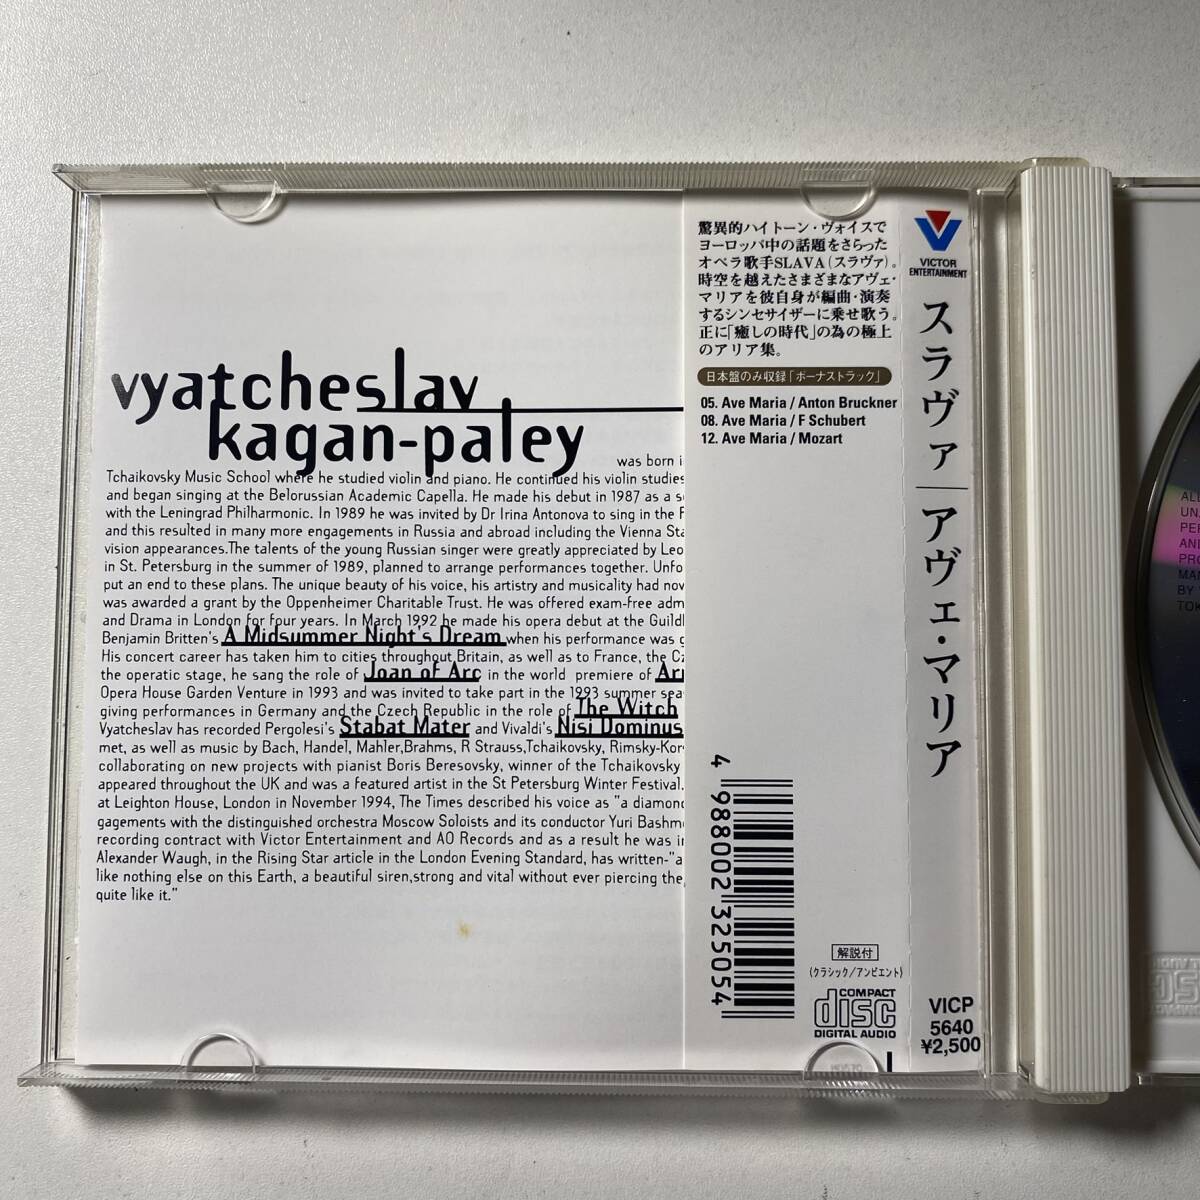 vyatcheslav
kagan-paley
was born i
Tchaikovsky Music School where he studied violin and piano. He continued his violin studies
and began singing at the Belorussian Academic Capella. He made his debut in 1987 as a s
with the Leningrad Philharmonic. In 1989 he was invited by Dr Irina Antonova to sing in the F
and this resulted in many more engagements in Russia and abroad including the Vienna Sta
vision appearances.The talents of the young Russian singer were greatly appreciated by Leo
in St. Petersburg in the summer of 1989, planned to arrange performances together. Unfo
put an end to these plans. The unique beauty of his voice, his artistry and musicality had nov
was awarded a grant by the Oppenheimer Charitable Trust. He was offered exam-free adm
and Drama in London for four years. In March 1992 he made his opera debut at the Guildh
Benjamin Britten's A Midsummer Night's Dream when his performance was g
His concert career has taken him to cities throughout Britain, as well as to France, the Cz
the operatic stage, he sang the role of Joan of Arc in the world premiere of Ar
Opera House Garden Venture in 1993 and was invited to take part in the 1993 summer sea
giving performances in Germany and the Czech Republic in the role of The Witch
Vyatcheslav has recorded Pergolesi's Stabat Mater and Vivaldi's Nisi Dominus
met, as well as music by Bach, Handel, Mahler,Brahms, R Strauss,Tchaikovsky, Rimsky-Kor
collaborating on new projects with pianist Boris Beresovsky, winner of the Tchaikovsky
appeared throughout the UK and was a featured artist in the St Petersburg Winter Festival.
at Leighton House, London in November 1994, The Times described his voice as "a diamond
gagements with the distinguished orchestra Moscow Soloists and its conductor Yuri Bashme
recording contract with Victor Entertainment and AO Records and as a result he was in
Alexander Waugh, in the Rising Star article in the London Evening Standard, has written-"a
like nothing else on this Earth, a beautiful siren,strong and vital without ever piercing the
quite like it."
驚異的ハイトーン・ヴォイスで
ヨーロッパ中の話題をさらった
オペラ歌手SLAVA(スラヴァ)。
時空を越えたさまざまなアヴェ・
マリアを彼自身が編曲・演奏
するシンセサイザーに乗せ歌う。
正に「癒しの時代」の為の極上
のアリア集。
日本盤のみ収録「ボーナストラック」
05. Ave Maria / Anton Bruckner
08. Ave Maria / F Schubert
12. Ave Maria / Mozart
4 988002 325054
解説付
(クラシック/アンビエント)
COMPACT
disc
DIGITAL AUDIO
VICTOR
ENTERTAINMENT
スラヴァ|アヴェ・マリア
VICP
5640
¥2,500
ALL
UNA
PER
AND
PRO
MAN
BY
TOK